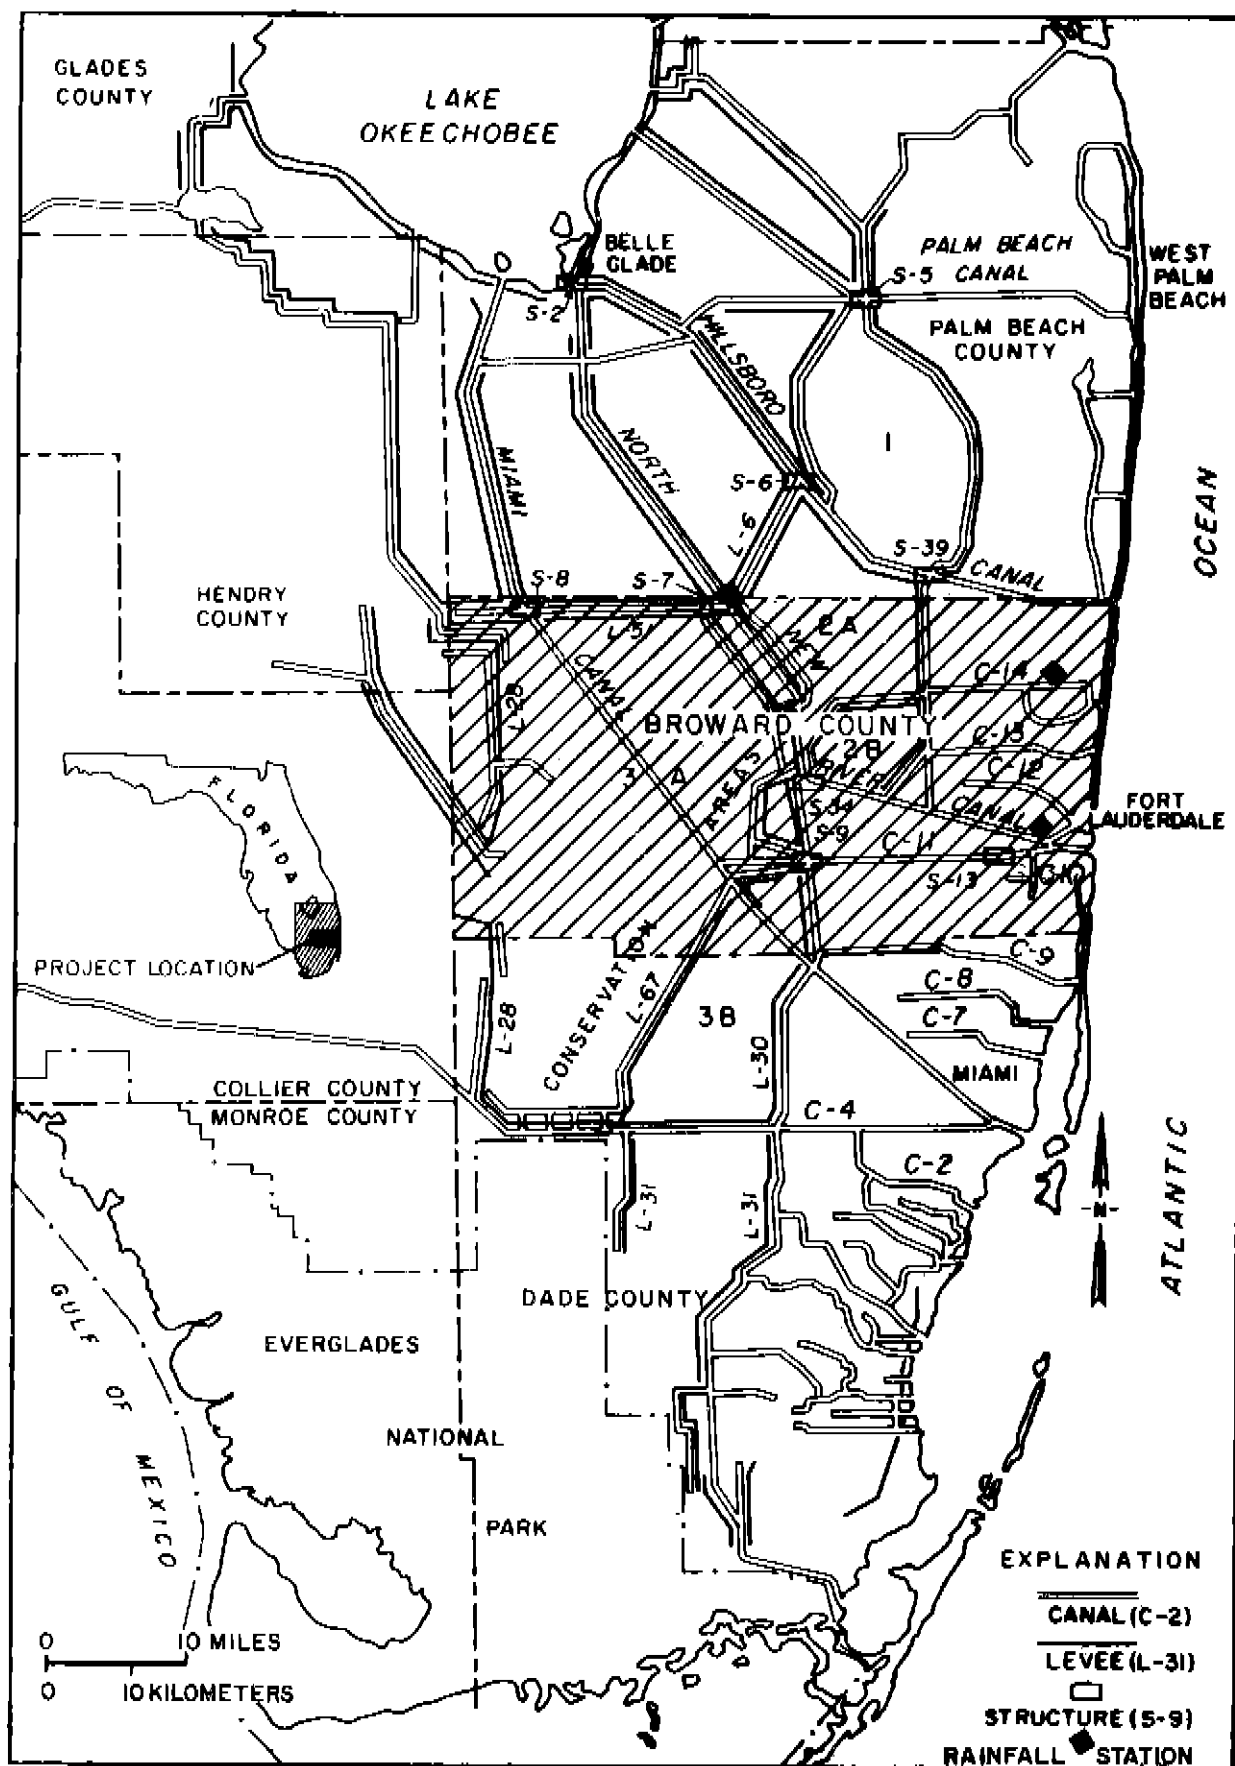 GLADES
COUNTY
LAKE
OKEECHOBEE
BELLE
GLADE
S-2
PALM BEACH
CANAL
S-5
WEST
PALM
BEACH
PALM BEACH
COUNTY
HILLSBORO
1
MIAMI
NORTH
S-6
L-6
S-39
CANAL
OCEAN
S-8
S-7
HENDRY
COUNTY
L-5
2A
NEW
CANAL
C-14
L-28
BROWARD COUNTY
C-13
2B
3 A
RIVER
C-12
AREAS
S-34
CANAL
FORT
LAUDERDALE
S-9
C-11
S-13
FLORIDA
PROJECT LOCATION
CONSERVATION
C-9
C-8
L-67
3B
C-7
L-28
L-30
MIAMI
COLLIER COUNTY
MONROE COUNTY
C-4
C-2
L-31
L-31
-N-
ATLANTIC
DADE COUNTY
GULF
OF
MEXICO
EVERGLADES
NATIONAL
PARK
EXPLANATION
CANAL (C-2)
LEVEE (L-31)
STRUCTURE (S-9)
RAINFALL STATION
0 10 MILES
0 10 KILOMETERS